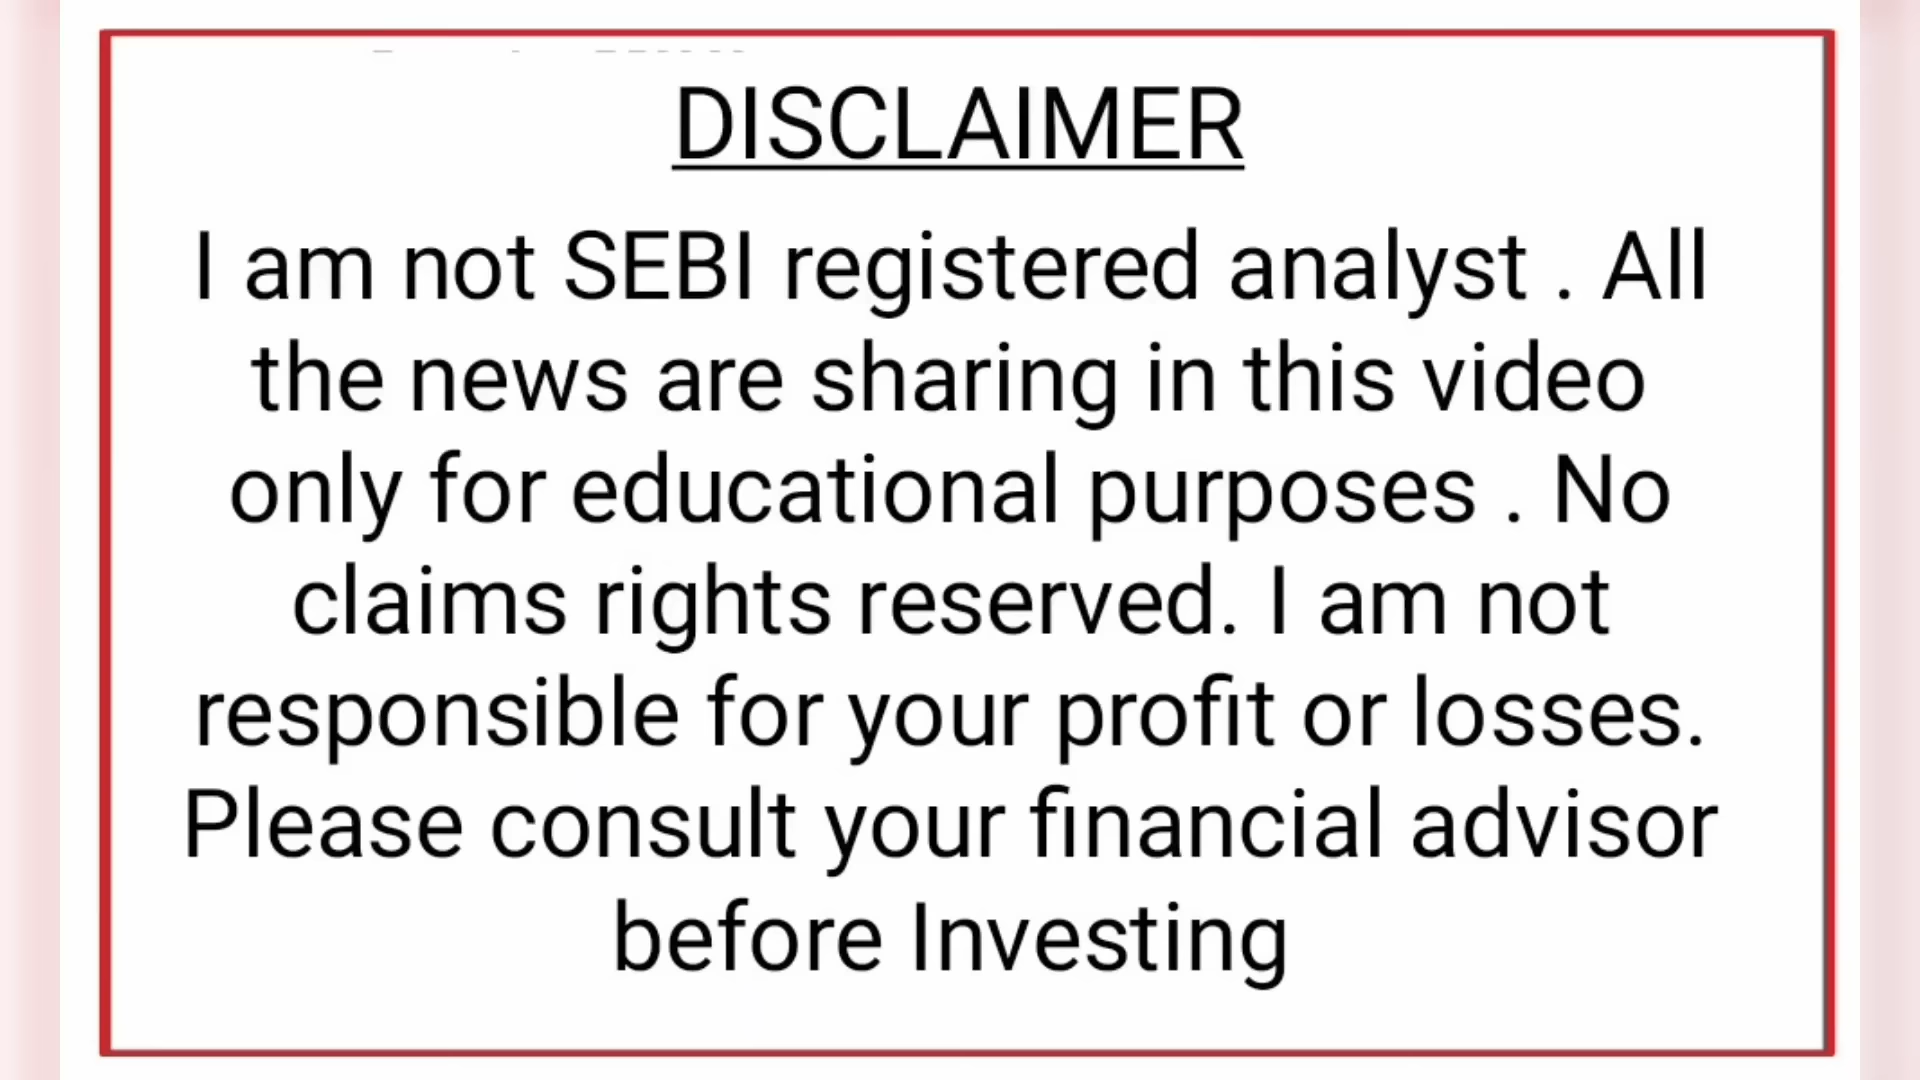 DISCLAIMER
I am not SEBI registered analyst . All
the news are sharing in this video
only for educational purposes . No
claims rights reserved. I am not
responsible for your profit or losses.
Please consult your financial advisor
before Investing